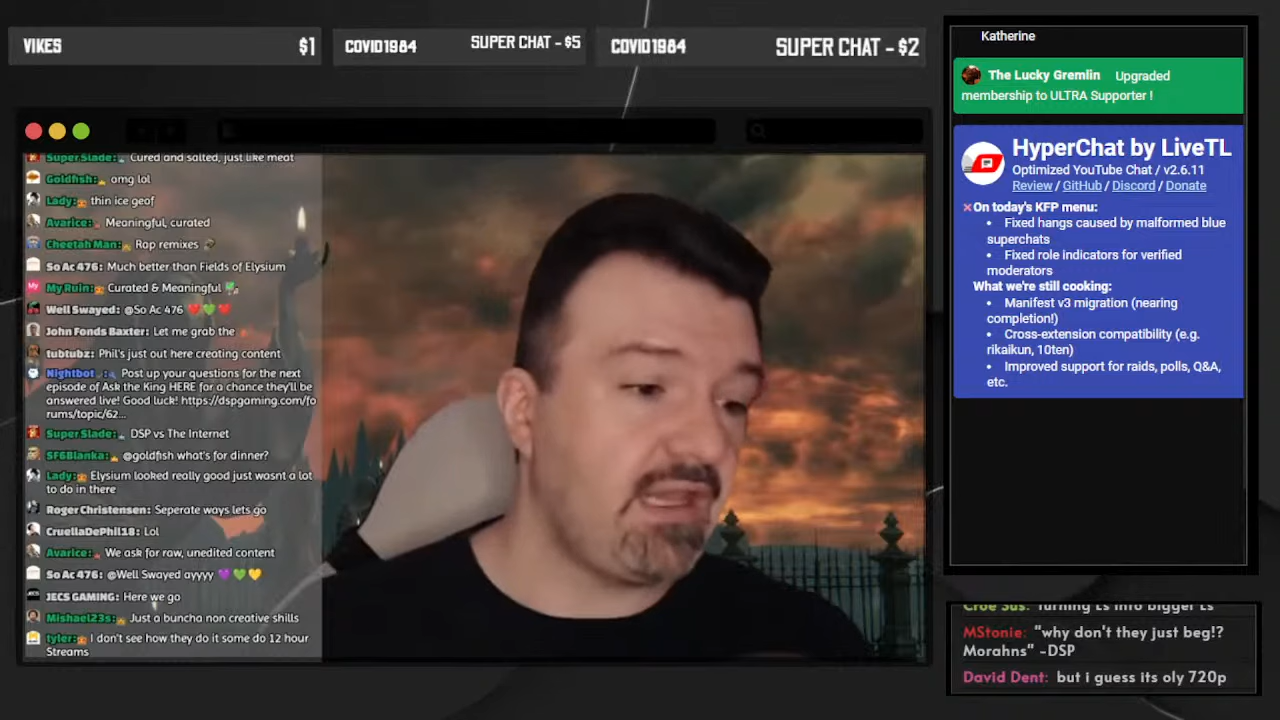 VIKES $1
COVID1984 SUPER CHAT - $5
COVID1984 SUPER CHAT - $2
Super Slade: Cured and salted, just like meat
Goldfish: omg lol
Lady: thin ice geof
Avarice: Meaningful, curated
Cheetah Man: Rap remixes
So Ac 476: Much better than Fields of Elysium
My Ruin: Curated & Meaningful
Well Swayed: @So Ac 476
John Fonds Baxter: Let me grab the
tubtubz: Phil's just out here creating content
Nightbot: Post up your questions for the next
episode of Ask the King HERE for a chance they'll be
answered live! Good luck! https://dspgaming.com/fo
rums/topic/62...
Super Slade: DSP vs The Internet
SF6Blanka: @goldfish what's for dinner?
Lady: Elysium looked really good just wasnt a lot
to do in there
Roger Christensen: Seperate ways lets go
CruellaDePhil18: Lol
Avarice: We ask for raw, unedited content
So Ac 476: @Well Swayed ayyyy
JECS GAMING: Here we go
Mishael23s: Just a buncha non creative shills
tyler: I don't see how they do it some do 12 hour
Streams
Katherine
The Lucky Gremlin Upgraded
membership to ULTRA Supporter !
HyperChat by LiveTL
Optimized YouTube Chat / v2.6.11
Review / GitHub / Discord / Donate
On today's KFP menu:
• Fixed hangs caused by malformed blue
superchats
• Fixed role indicators for verified
moderators
What we're still cooking:
• Manifest v3 migration (nearing
completion!)
• Cross-extension compatibility (e.g.
rikaikun, 10ten)
• Improved support for raids, polls, Q&A,
etc.
Croe Sus: Turning Ls into bigger Ls
MStonie: "why don't they just beg!?
Morahns" -DSP
David Dent: but i guess its oly 720p